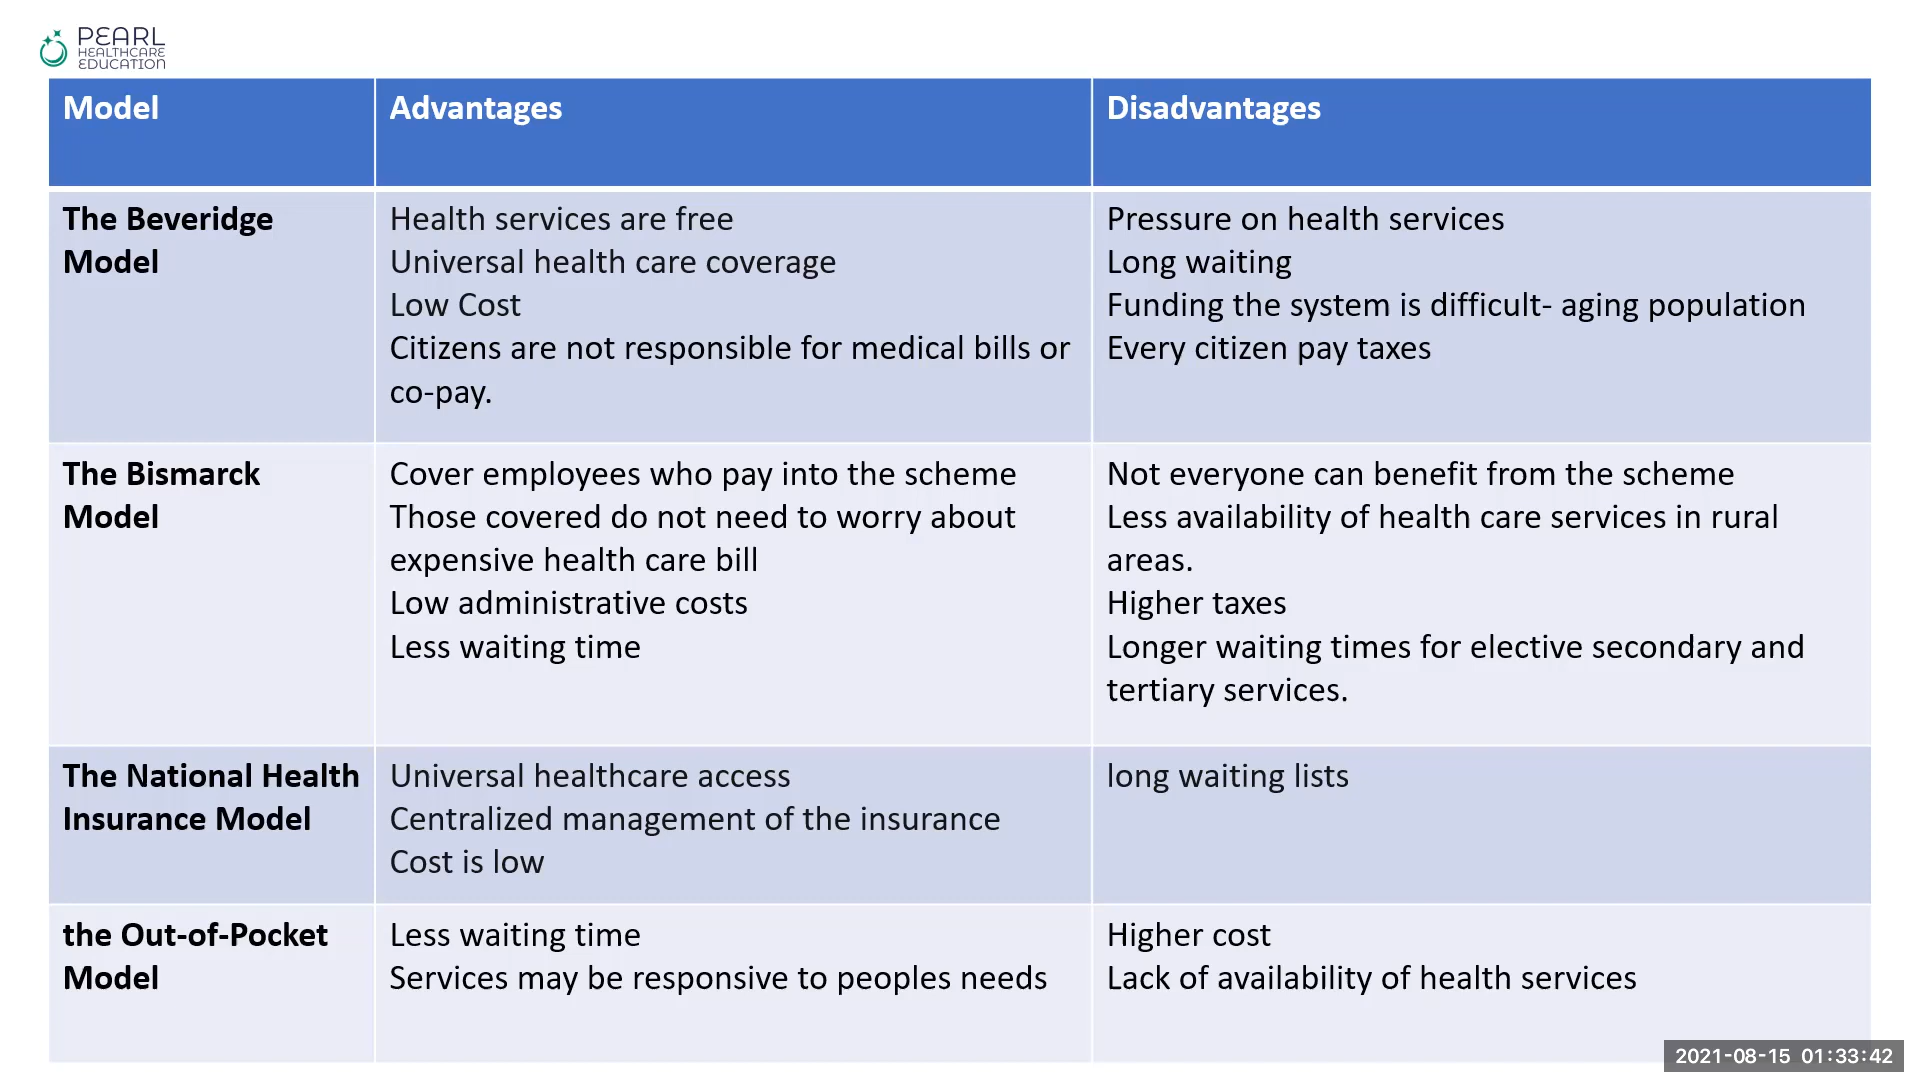 PEARL
HEALTHCARE
EDUCATION
Model
Advantages
Disadvantages
The Beveridge
Model
Health services are free
Universal health care coverage
Low Cost
Citizens are not responsible for medical bills or
co-pay.
Pressure on health services
Long waiting
Funding the system is difficult- aging population
Every citizen pay taxes
The Bismarck
Model
Cover employees who pay into the scheme
Those covered do not need to worry about
expensive health care bill
Low administrative costs
Less waiting time
Not everyone can benefit from the scheme
Less availability of health care services in rural
areas.
Higher taxes
Longer waiting times for elective secondary and
tertiary services.
The National Health
Insurance Model
Universal healthcare access
Centralized management of the insurance
Cost is low
long waiting lists
the Out-of-Pocket
Model
Less waiting time
Services may be responsive to peoples needs
Higher cost
Lack of availability of health services
2021-08-15 01:33:42